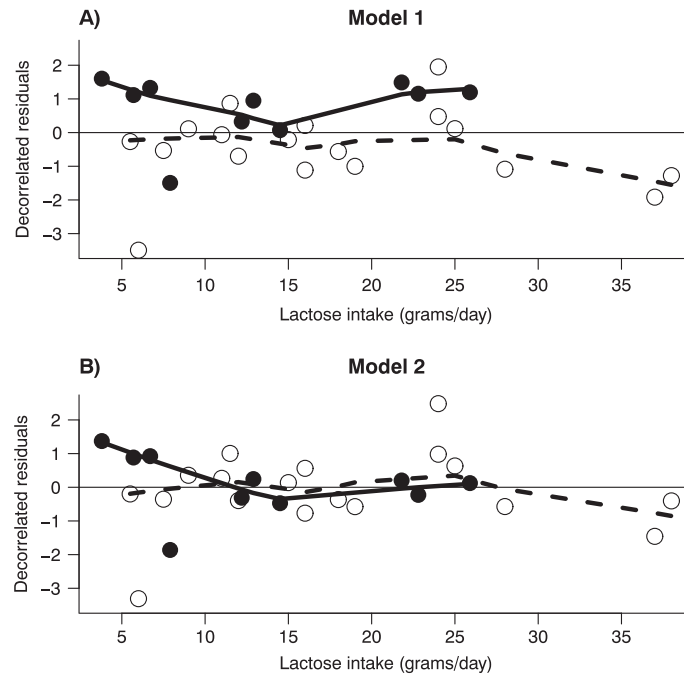 A) Model 1
Decorrelated residuals
2
1
0
−1
−2
−3
5 10 15 20 25 30 35
Lactose intake (grams/day)
B) Model 2
Decorrelated residuals
2
1
0
−1
−2
−3
5 10 15 20 25 30 35
Lactose intake (grams/day)